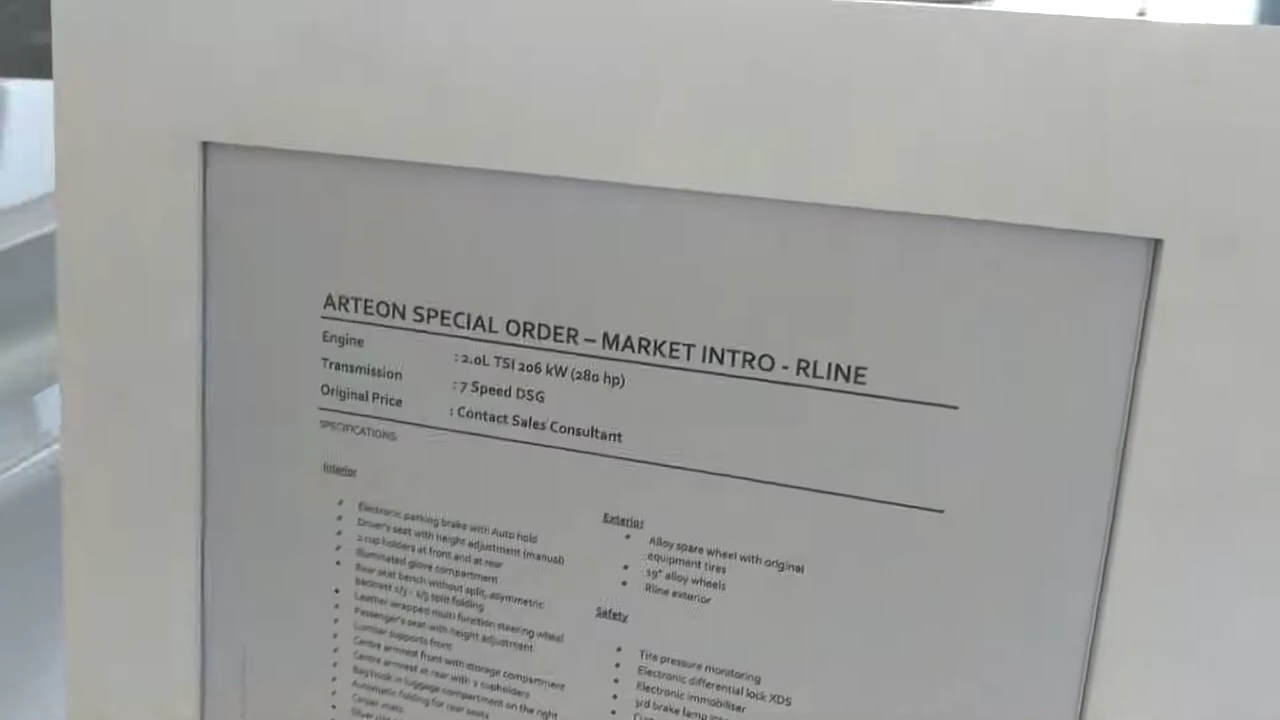 ARTEON SPECIAL ORDER – MARKET INTRO - RLINE
Engine : 2.0L TSI 206 kW (280 hp)
Transmission : 7 Speed DSG
Original Price : Contact Sales Consultant
SPECIFICATIONS
Interior
Electronic parking brake with Auto hold
Driver's seat with height adjustment (manual)
2 cup holders at front and at rear
Illuminated glove compartment
Rear seat bench without split, asymmetric
backrest 1/3 - 2/3 split folding
Leather wrapped multi function steering wheel
Passenger's seat with height adjustment
Lumbar supports front
Centre armrest front with storage compartment
Centre armrest at rear with 2 cupholders
Bag hook in luggage compartment on the right
Automatic folding for rear seats
Carpet mats
Exterior
Alloy spare wheel with original
equipment tires
19" alloy wheels
Rline exterior
Safety
Tire pressure monitoring
Electronic differential lock XDS
Electronic immobiliser
3rd brake lamp